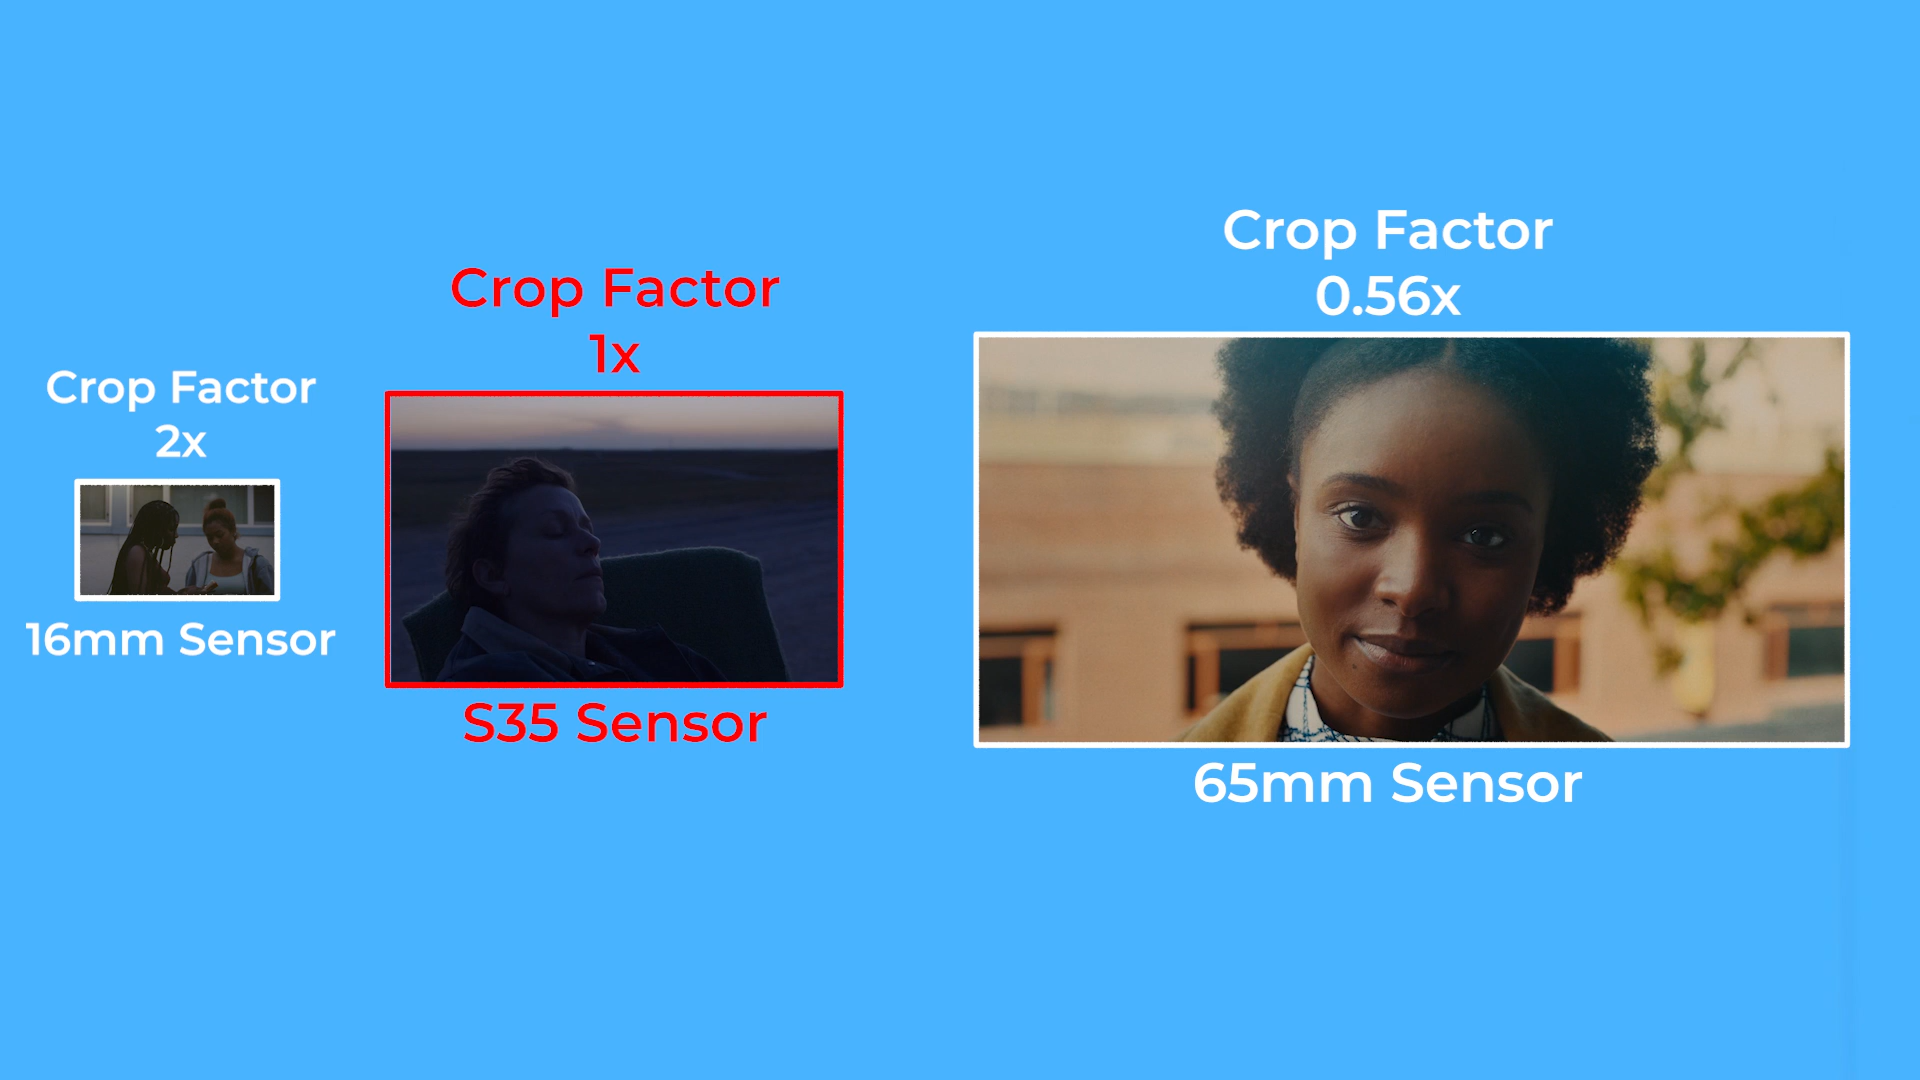 Crop Factor
2x
16mm Sensor
Crop Factor
1x
S35 Sensor
Crop Factor
0.56x
65mm Sensor